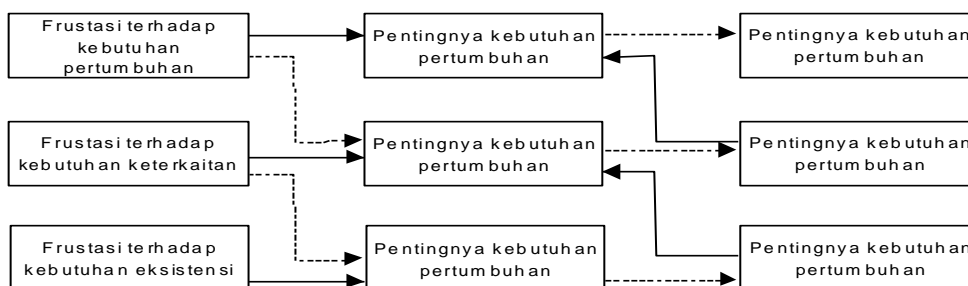 Frustasi terhadap
kebutuhan
pertumbuhan
Pentingnya kebutuhan
pertumbuhan
Pentingnya kebutuhan
pertumbuhan
Frustasi terhadap
kebutuhan keterkaitan
Pentingnya kebutuhan
pertumbuhan
Pentingnya kebutuhan
pertumbuhan
Frustasi terhadap
kebutuhan eksistensi
Pentingnya kebutuhan
pertumbuhan
Pentingnya kebutuhan
pertumbuhan